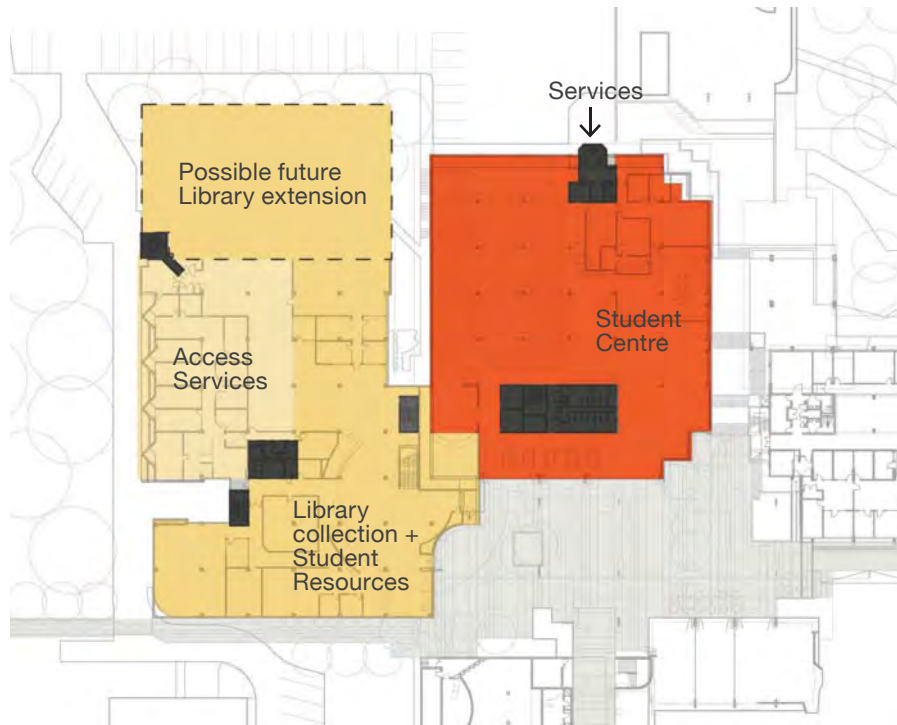 Services
Possible future
Library extension
Student
Centre
Access
Services
Library
collection +
Student
Resources